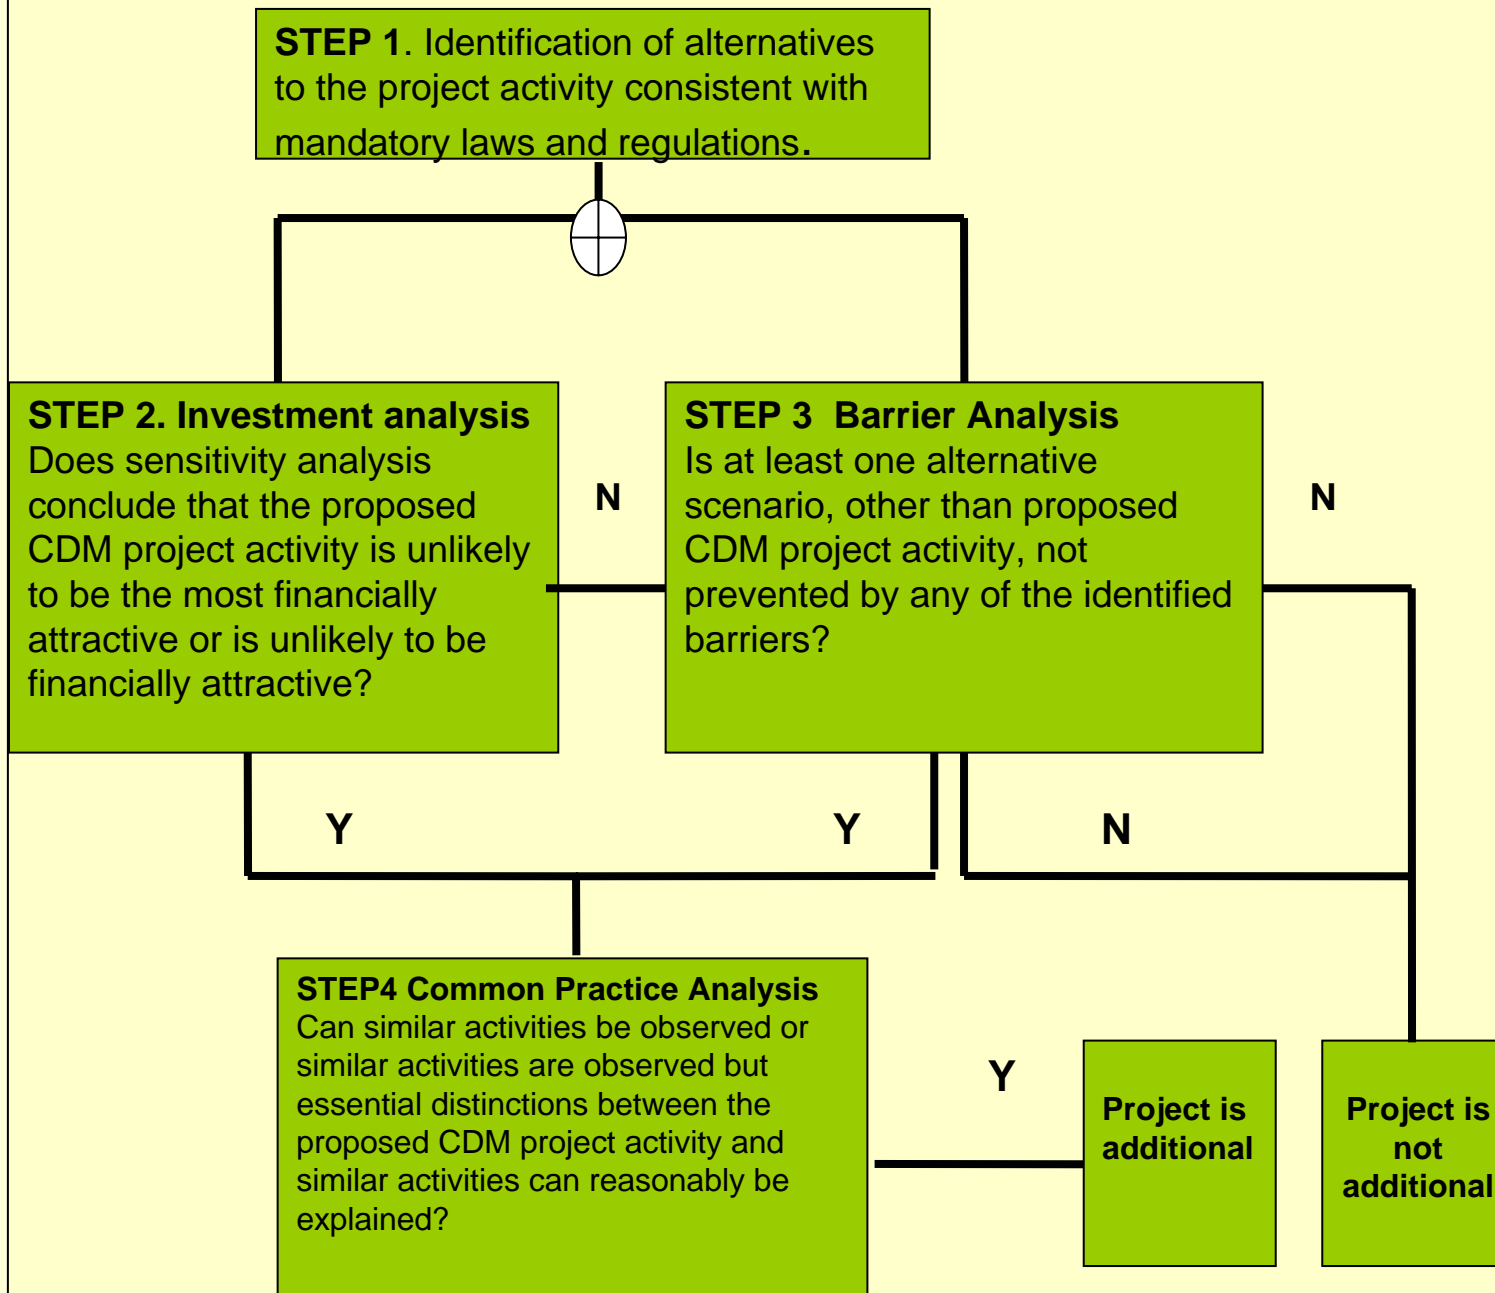 STEP 1. Identification of alternatives
to the project activity consistent with
mandatory laws and regulations.
STEP 2. Investment analysis
Does sensitivity analysis
conclude that the proposed
CDM project activity is unlikely
to be the most financially
attractive or is unlikely to be
financially attractive?
N
STEP 3 Barrier Analysis
Is at least one alternative
scenario, other than proposed
CDM project activity, not
prevented by any of the identified
barriers?
N
Y
Y
N
STEP4 Common Practice Analysis
Can similar activities be observed or
similar activities are observed but
essential distinctions between the
proposed CDM project activity and
similar activities can reasonably be
explained?
Y
Project is
additional
Project is
not
additional